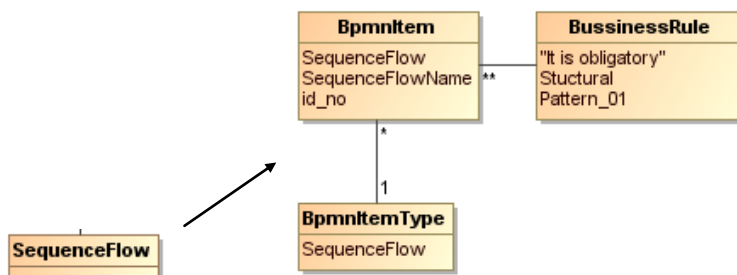 BpmnItem
SequenceFlow
SequenceFlowName
id_no
**
BussinessRule
"It is obligatory"
Stuctural
Pattern_01
*
1
BpmnItemType
SequenceFlow
SequenceFlow